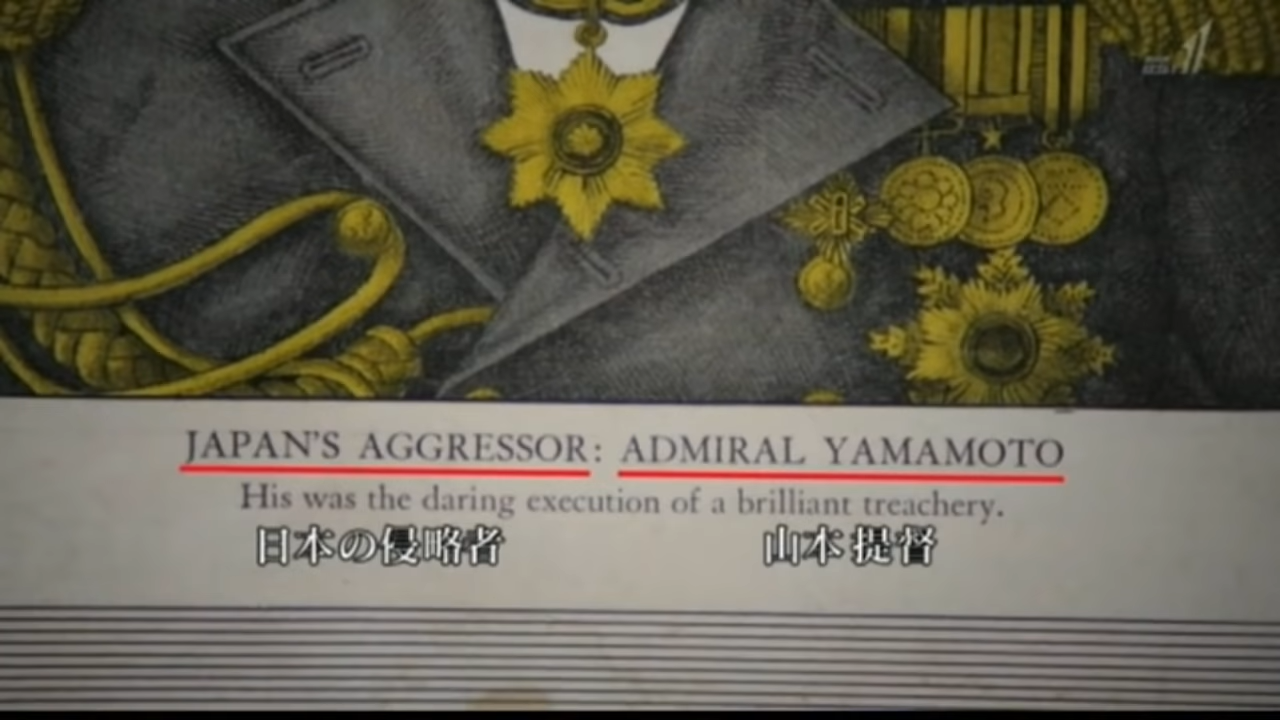 JAPAN'S AGGRESSOR: ADMIRAL YAMAMOTO
His was the daring execution of a brilliant treachery.
日本の侵略者 山本 提督